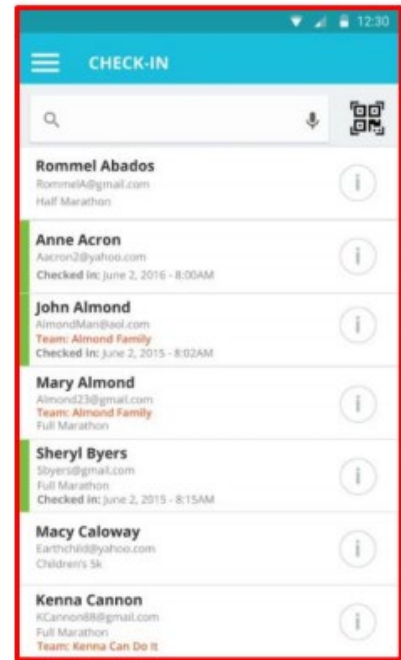 12:30
CHECK-IN
Rommel Abados
RommelA@gmail.com
Half Marathon
Anne Acron
Aacron2@yahoo.com
Checked in: June 2, 2016 - 8:00AM
John Almond
AlmondMan@aol.com
Team: Almond Family
Checked in: June 2, 2015 - 8:02AM
Mary Almond
Almond23@gmail.com
Team: Almond Family
Full Marathon
Sheryl Byers
Sbyers@gmail.com
Full Marathon
Checked in: June 2, 2015 - 8:15AM
Macy Caloway
Earthchild@yahoo.com
Children's 5k
Kenna Cannon
KCannon88@gmail.com
Full Marathon
Team: Kenna Can Do It